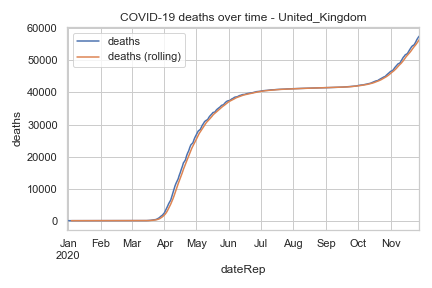 COVID-19 deaths over time - United_Kingdom
deaths
deaths (rolling)
60000
50000
40000
30000
20000
10000
0
deaths
Jan Feb Mar Apr May Jun Jul Aug Sep Oct Nov
2020
dateRep